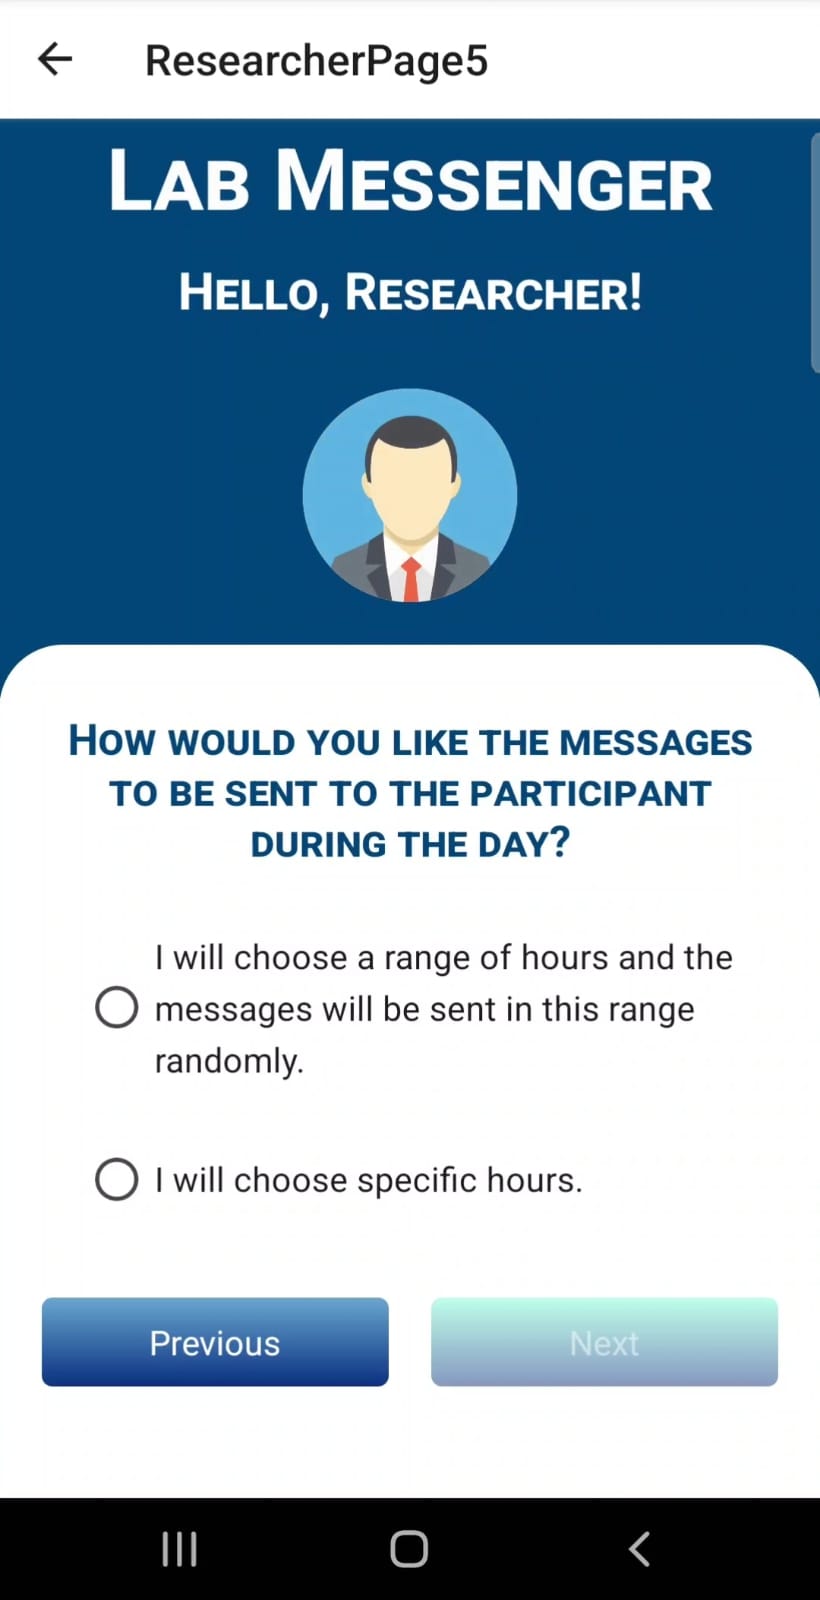 ResearcherPage5
Lab Messenger
Hello, Researcher!
How would you like the messages
to be sent to the participant
during the day?
I will choose a range of hours and the
messages will be sent in this range
randomly.
I will choose specific hours.
Previous
Next